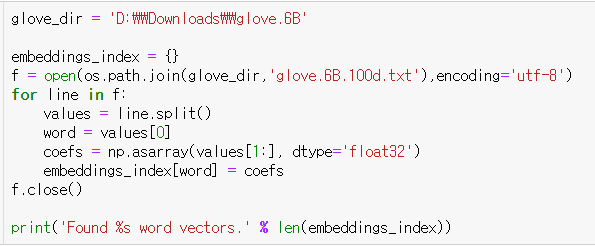 glove_dir = 'D:₩₩Downloads₩₩glove.6B'
embeddings_index = {}
f = open(os.path.join(glove_dir,'glove.6B.100d.txt'),encoding='utf-8')
for line in f:
    values = line.split()
    word = values[0]
    coefs = np.asarray(values[1:], dtype='float32')
    embeddings_index[word] = coefs
f.close()
print('Found %s word vectors.' % len(embeddings_index))